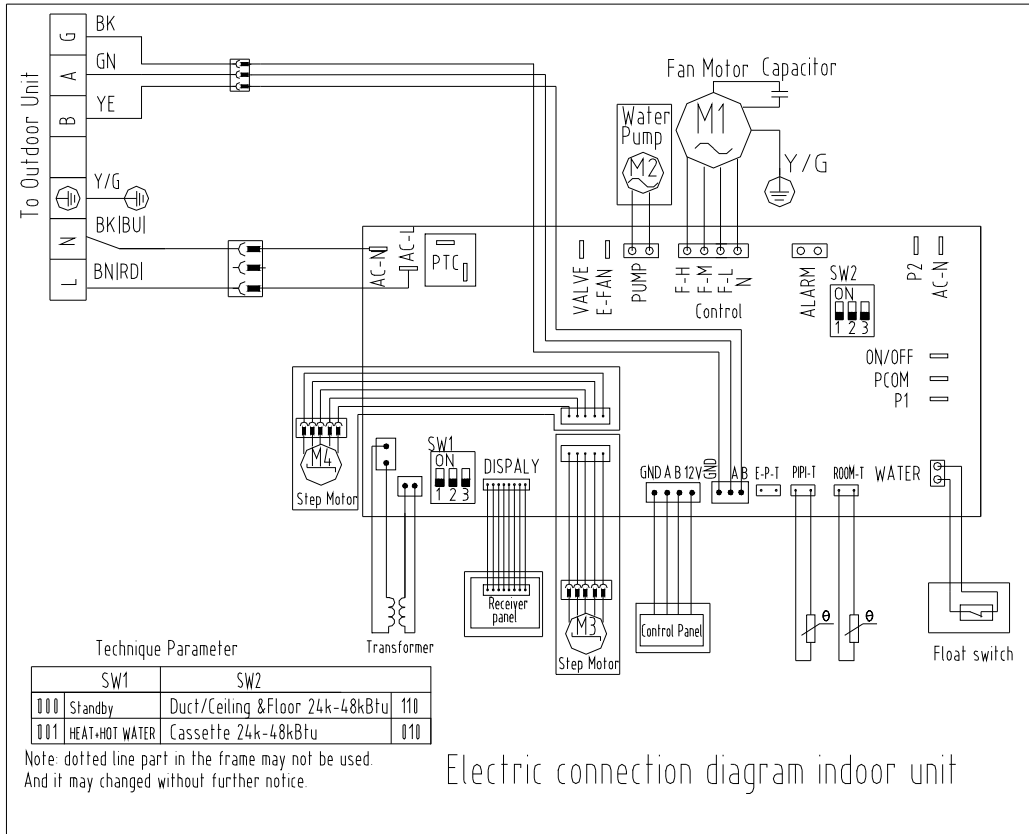 To Outdoor Unit
G
A
B
N
L
BK
GN
YE
Y/G
BK|BU|
BN|RD|
Fan Motor
Capacitor
M1
Y/G
Water
Pump
M2
AC-N
AC-L
PTC
VALVE
E-FAN
PUMP
F-H
F-M
F-L
N
Control
ALARM
SW2
ON
1 2 3
P2
AC-N
ON/OFF
PCOM
P1
M4
Step Motor
SW1
ON
1 2 3
DISPALY
GND A B 12V
GND
A B
E-P-T
PIPI-T
ROOM-T
WATER
Receiver
panel
M3
Step Motor
Control Panel
θ
θ
Float switch
Transformer
Technique Parameter
SW1 SW2
000 Standby Duct/Ceiling &Floor 24k-48kBtu 110
001 HEAT+HOT WATER Cassette 24k-48kBtu 010
Note: dotted line part in the frame may not be used.
And it may changed without further notice.
Electric connection diagram indoor unit